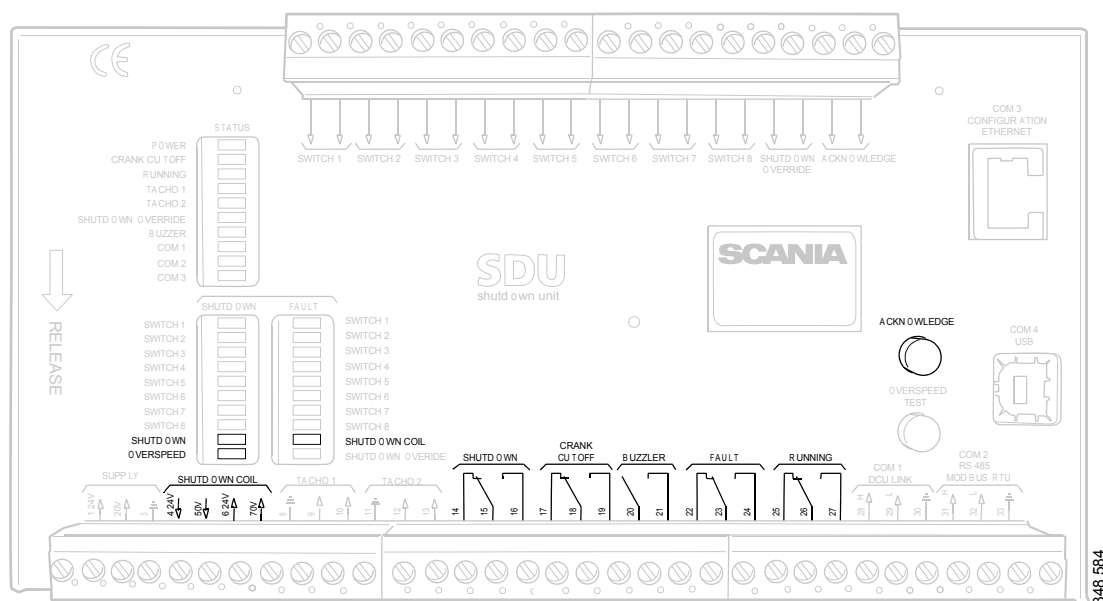 CE
STATUS
POWER
CRANK CUTOFF
RUNNING
TACHO 1
TACHO 2
SHUTDOWN OVERRIDE
BUZZER
COM 1
COM 2
COM 3
SWITCH 1
SWITCH 2
SWITCH 3
SWITCH 4
SWITCH 5
SWITCH 6
SWITCH 7
SWITCH 8
SHUTDOWN
OVERRIDE
ACKNOWLEDGE
COM 3
CONFIGURATION
ETHERNET
SDU
shutdown unit
SCANIA
RELEASE
SHUTDOWN
FAULT
SWITCH 1
SWITCH 2
SWITCH 3
SWITCH 4
SWITCH 5
SWITCH 6
SWITCH 7
SWITCH 8
SHUTDOWN
OVERSPEED
SWITCH 1
SWITCH 2
SWITCH 3
SWITCH 4
SWITCH 5
SWITCH 6
SWITCH 7
SWITCH 8
SHUTDOWN COIL
SHUTDOWN OVERIDE
ACKNOWLEDGE
OVERSPEED
TEST
COM 4
USB
SUPPLY
SHUTDOWN COIL
TACHO 1
TACHO 2
SHUTDOWN
CRANK
CUTOFF
BUZZLER
FAULT
RUNNING
COM 1
DCU LINK
COM 2
RS 485
MODBUS RTU
1 24V
2 0V
3
4 24V
5 0V
6 24V
7 0V
8
9
10
11
12
13
14
15
16
17
18
19
20
21
22
23
24
25
26
27
28 H
29 L
30
31 H
32 L
33
348 584